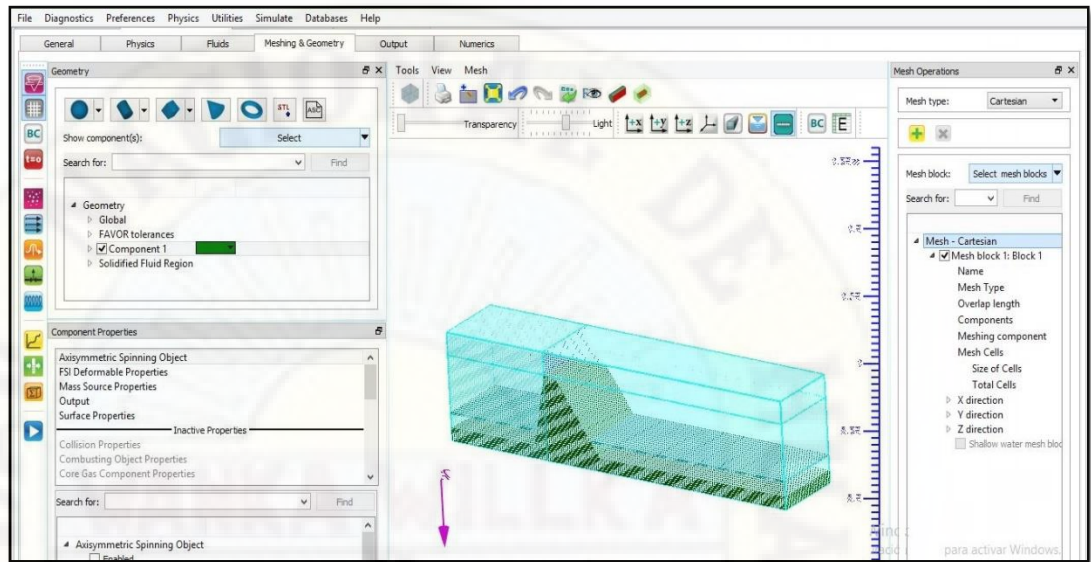 File Diagnostics Preferences Physics Utilities Simulate Databases Help
General Physics Fluids Meshing & Geometry Output Numerics
Geometry
STL ASC
Show component(s): Select
Search for: Find
Geometry
Global
FAVOR tolerances
Component 1
Solidified Fluid Region
BC
t=0
Component Properties
Axisymmetric Spinning Object
FSI Deformable Properties
Mass Source Properties
Output
Surface Properties
Inactive Properties
Collision Properties
Combusting Object Properties
Core Gas Component Properties
Search for: Find
Axisymmetric Spinning Object
Enabled
Tools View Mesh
Transparency Light +x +y +z BC E
Mesh Operations
Mesh type: Cartesian
Mesh block: Select mesh blocks
Search for: Find
Mesh - Cartesian
Mesh block 1: Block 1
Name
Mesh Type
Overlap length
Components
Meshing component
Mesh Cells
Size of Cells
Total Cells
X direction
Y direction
Z direction
Shallow water mesh bloc
para activar Windows.